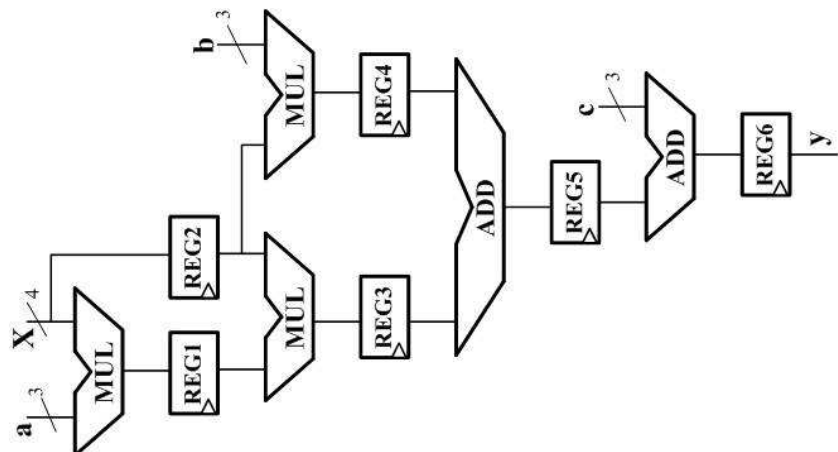 a
3
X
4
MUL
REG1
REG2
b
3
MUL
MUL
REG3
REG4
ADD
REG5
c
3
ADD
REG6
y